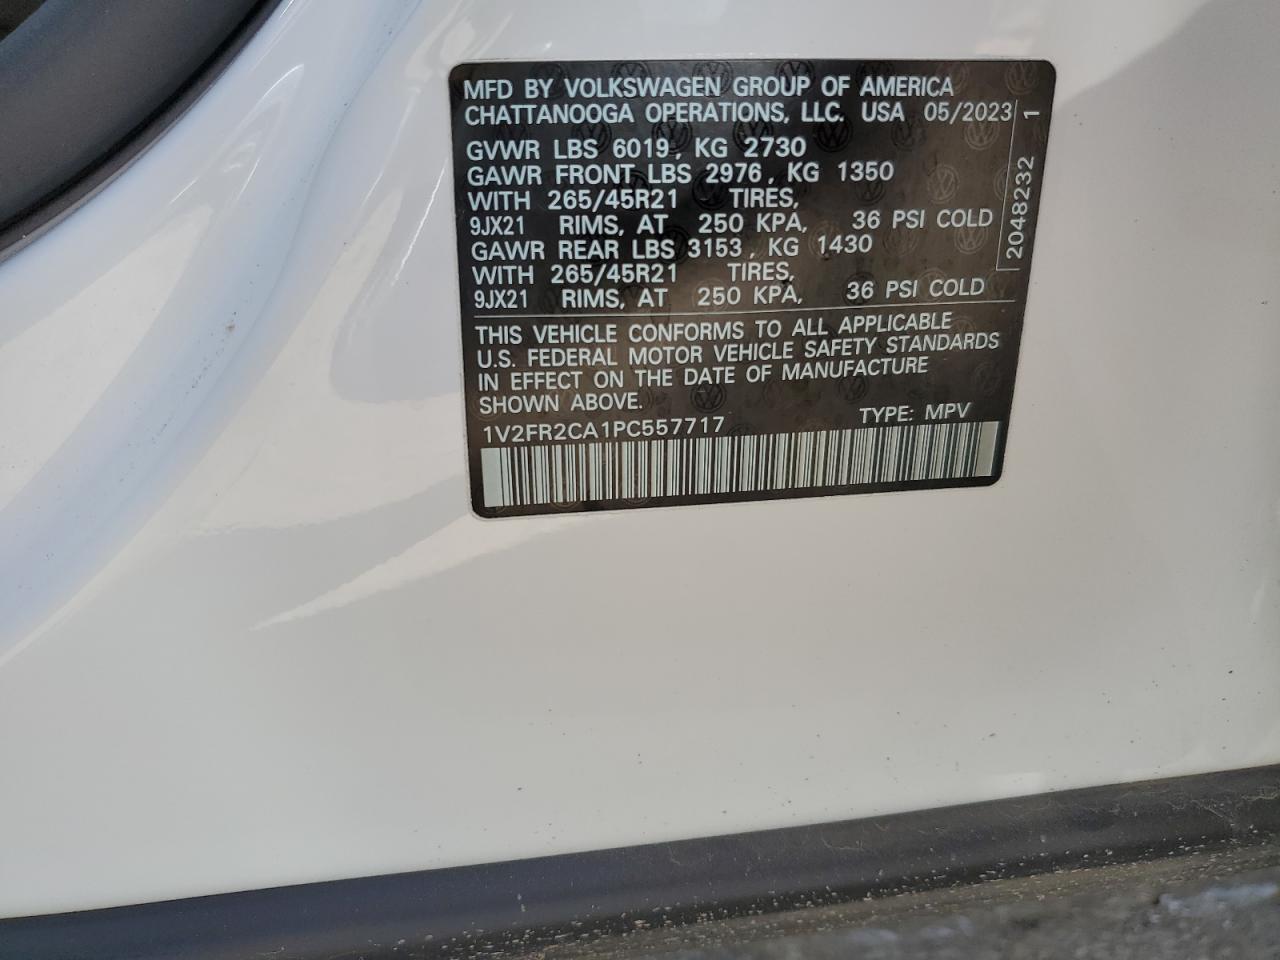 MFD BY VOLKSWAGEN GROUP OF AMERICA
CHATTANOOGA OPERATIONS, LLC. USA 05/2023
GVWR LBS 6019, KG 2730
GAWR FRONT LBS 2976, KG 1350
WITH 265/45R21 TIRES,
9JX21 RIMS, AT 250 KPA, 36 PSI COLD
GAWR REAR LBS 3153, KG 1430
WITH 265/45R21 TIRES,
9JX21 RIMS, AT 250 KPA, 36 PSI COLD
THIS VEHICLE CONFORMS TO ALL APPLICABLE
U.S. FEDERAL MOTOR VEHICLE SAFETY STANDARDS
IN EFFECT ON THE DATE OF MANUFACTURE
SHOWN ABOVE.
TYPE: MPV
1V2FR2CA1PC557717
2048232 1